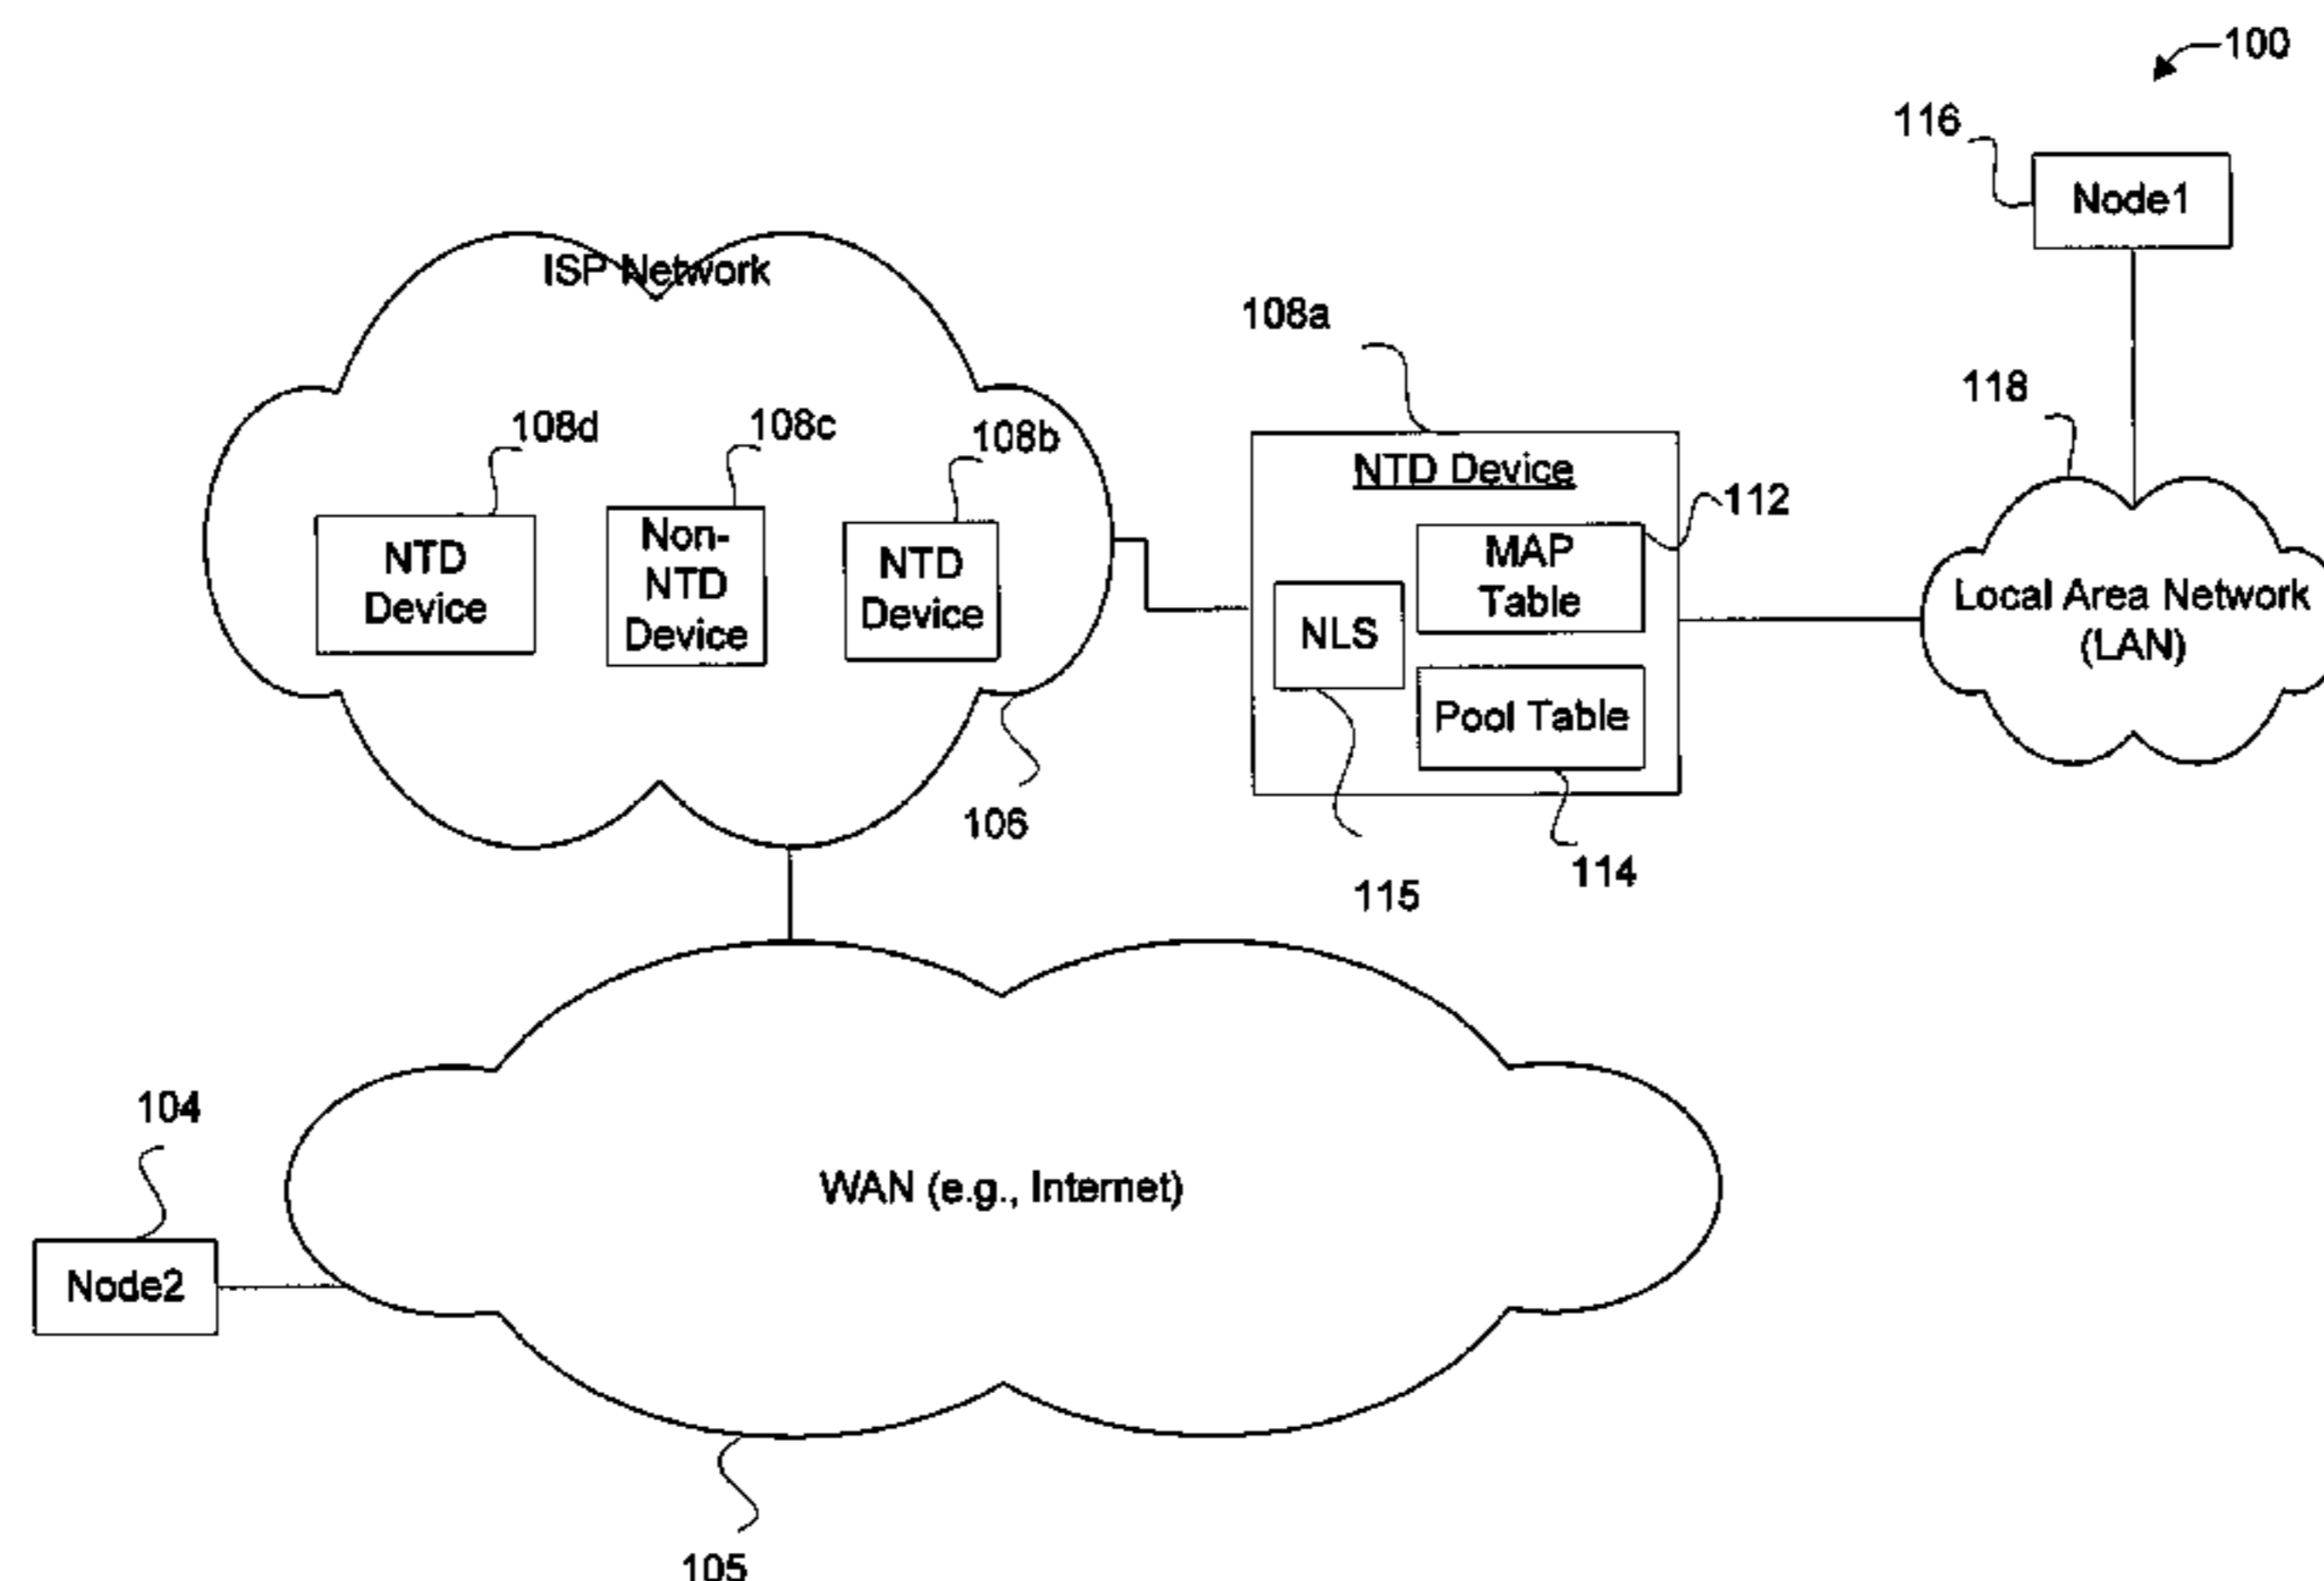 100
116
Node1
ISP Network
108a
118
108d
108c
108b
NTD Device
112
NTD
Device
Non-
NTD
Device
NTD
Device
MAP
Table
NLS
Local Area Network
(LAN)
Pool Table
106
115
114
104
WAN (e.g., Internet)
Node2
105